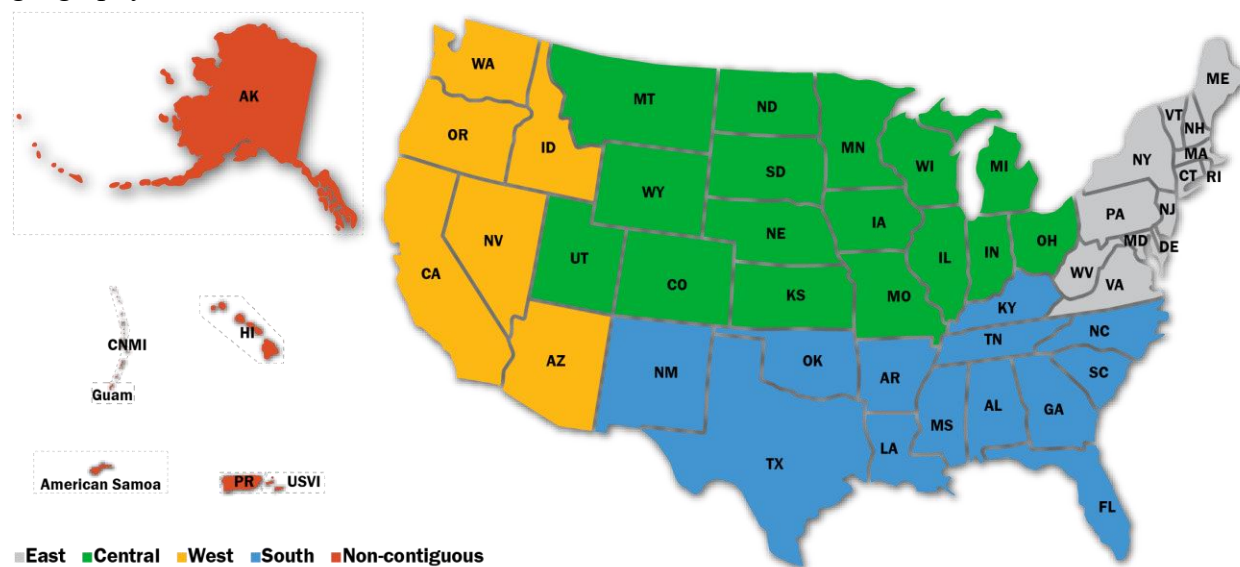 WA
ME
AK
MT
ND
VT
OR
MN
NH
ID
NY
MA
WI
MI
SD
CT
RI
WY
PA
NJ
IA
NE
NV
MD
DE
OH
IL
IN
UT
WV
CA
CO
VA
KS
MO
KY
HI
NC
CNMI
TN
AZ
OK
NM
AR
SC
Guam
AL
GA
MS
LA
TX
American Samoa
PR
USVI
FL
East
Central
West
South
Non-contiguous